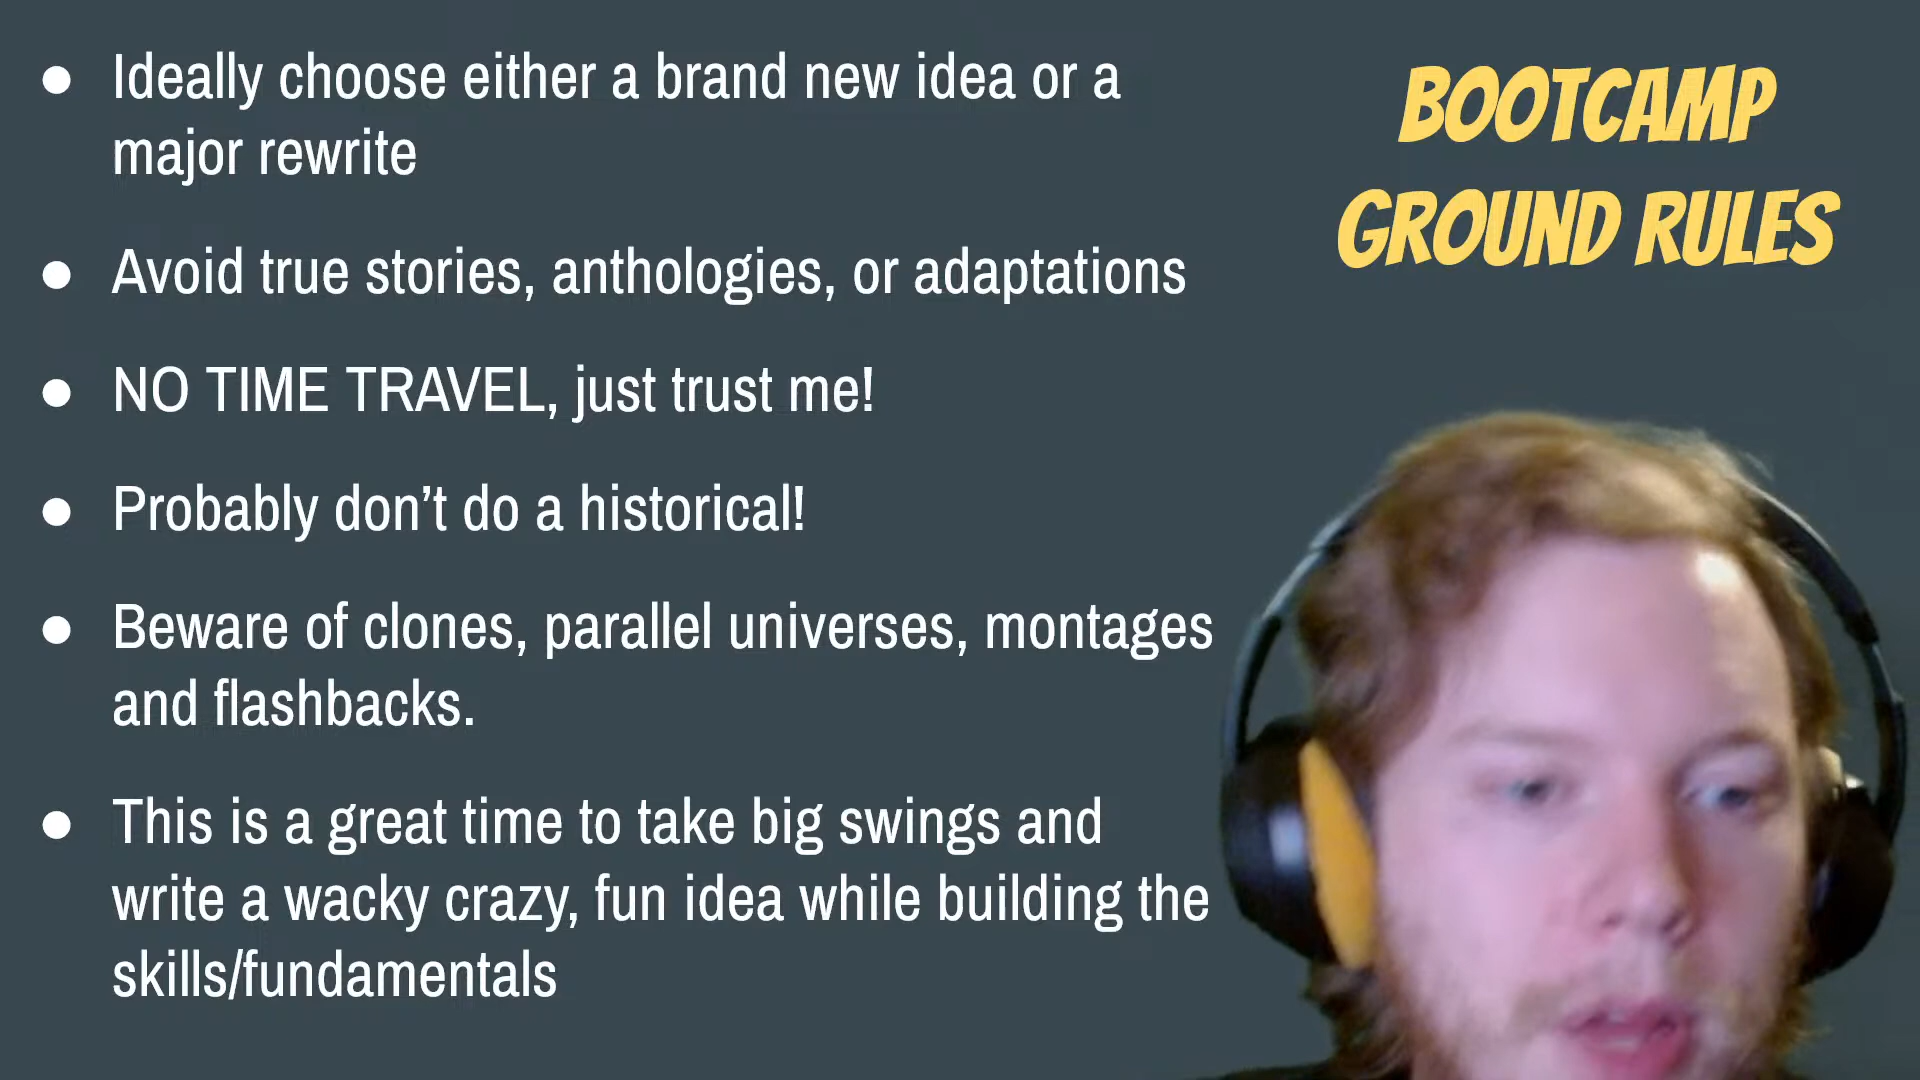 ● Ideally choose either a brand new idea or a
major rewrite
● Avoid true stories, anthologies, or adaptations
● NO TIME TRAVEL, just trust me!
● Probably don’t do a historical!
● Beware of clones, parallel universes, montages
and flashbacks.
● This is a great time to take big swings and
write a wacky crazy, fun idea while building the
skills/fundamentals
BOOTCAMP
GROUND RULES